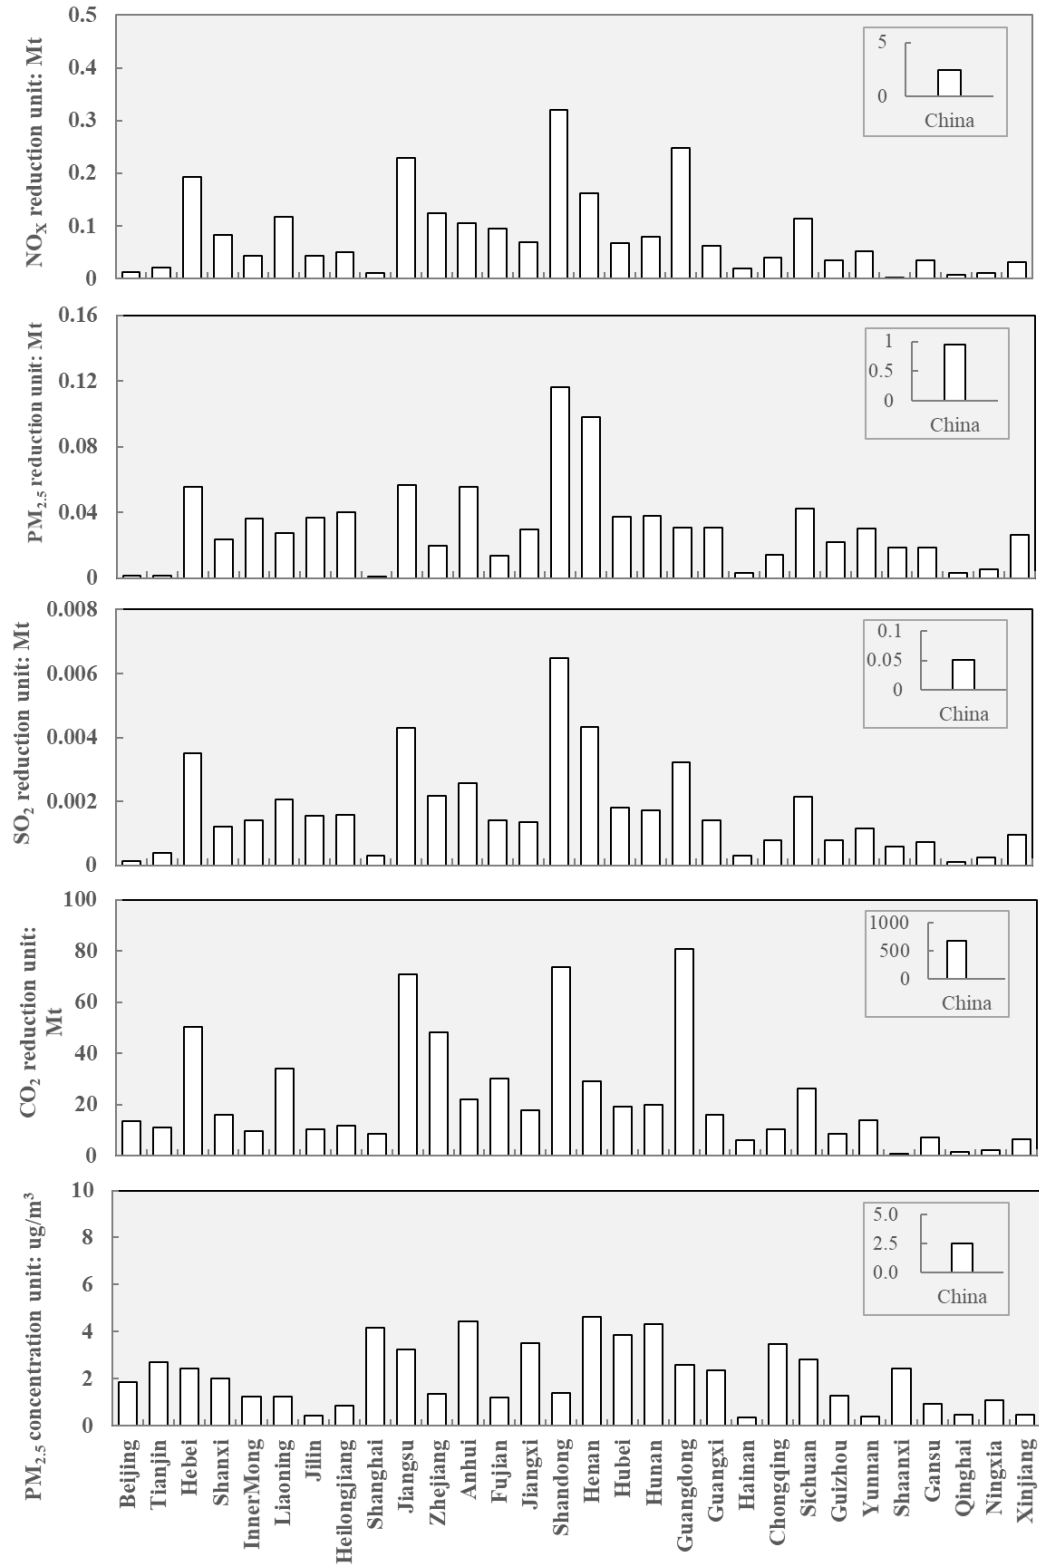 NOX reduction unit: Mt
0.5
0.4
0.3
0.2
0.1
0
5
0
China
PM2.5 reduction unit: Mt
0.16
0.12
0.08
0.04
0
1
0.5
0
China
SO2 reduction unit: Mt
0.008
0.006
0.004
0.002
0
0.1
0.05
0
China
CO2 reduction unit:
Mt
100
80
60
40
20
0
1000
500
0
China
PM2.5 concentration unit: ug/m³
10
8
6
4
2
0
5.0
2.5
0.0
China
Beijing
Tianjin
Hebei
Shanxi
InnerMong
Liaoning
Jilin
Heilongjiang
Shanghai
Jiangsu
Zhejiang
Anhui
Fujian
Jiangxi
Shandong
Henan
Hubei
Hunan
Guangdong
Guangxi
Hainan
Chongqing
Sichuan
Guizhou
Yunnan
Shaanxi
Gansu
Qinghai
Ningxia
Xinjiang